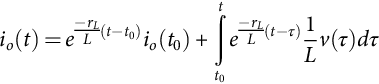 i_o(t) = e^{\frac{-r_L}{L}(t-t_0)} i_o(t_0) + \int_{t_0}^{t} e^{\frac{-r_L}{L}(t-\tau)} \frac{1}{L} v(\tau) d\tau